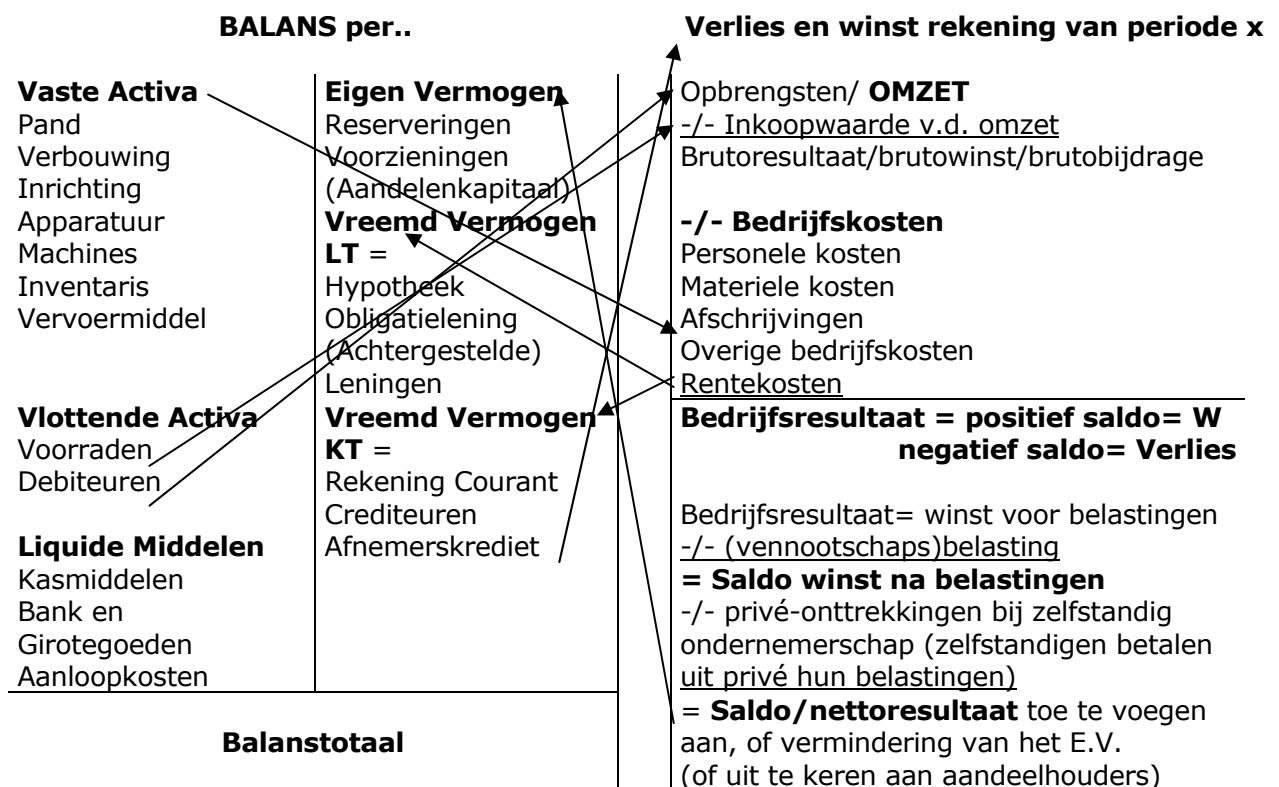 BALANS per..
Verlies en winst rekening van periode x
Vaste Activa
Pand
Verbouwing
Inrichting
Apparatuur
Machines
Inventaris
Vervoermiddel
Vlottende Activa
Voorraden
Debiteuren
Liquide Middelen
Kasmiddelen
Bank en
Girotegoeden
Aanloopkosten
Eigen Vermogen
Reserveringen
Voorzieningen
(Aandelenkapitaal)
Vreemd Vermogen
LT =
Hypotheek
Obligatielening
(Achtergestelde)
Leningen
Vreemd Vermogen
KT =
Rekening Courant
Crediteuren
Afnemerskrediet
Balanstotaal
Opbrengsten/ OMZET
-/- Inkoopwaarde v.d. omzet
Brutoresultaat/brutowinst/brutobijdrage
-/- Bedrijfskosten
Personele kosten
Materiele kosten
Afschrijvingen
Overige bedrijfskosten
Rentekosten
Bedrijfsresultaat = positief saldo= W
negatief saldo= Verlies
Bedrijfsresultaat= winst voor belastingen
-/- (vennootschaps)belasting
= Saldo winst na belastingen
-/- privé-onttrekkingen bij zelfstandig
ondernemerschap (zelfstandigen betalen
uit privé hun belastingen)
= Saldo/nettoresultaat toe te voegen
aan, of vermindering van het E.V.
(of uit te keren aan aandeelhouders)